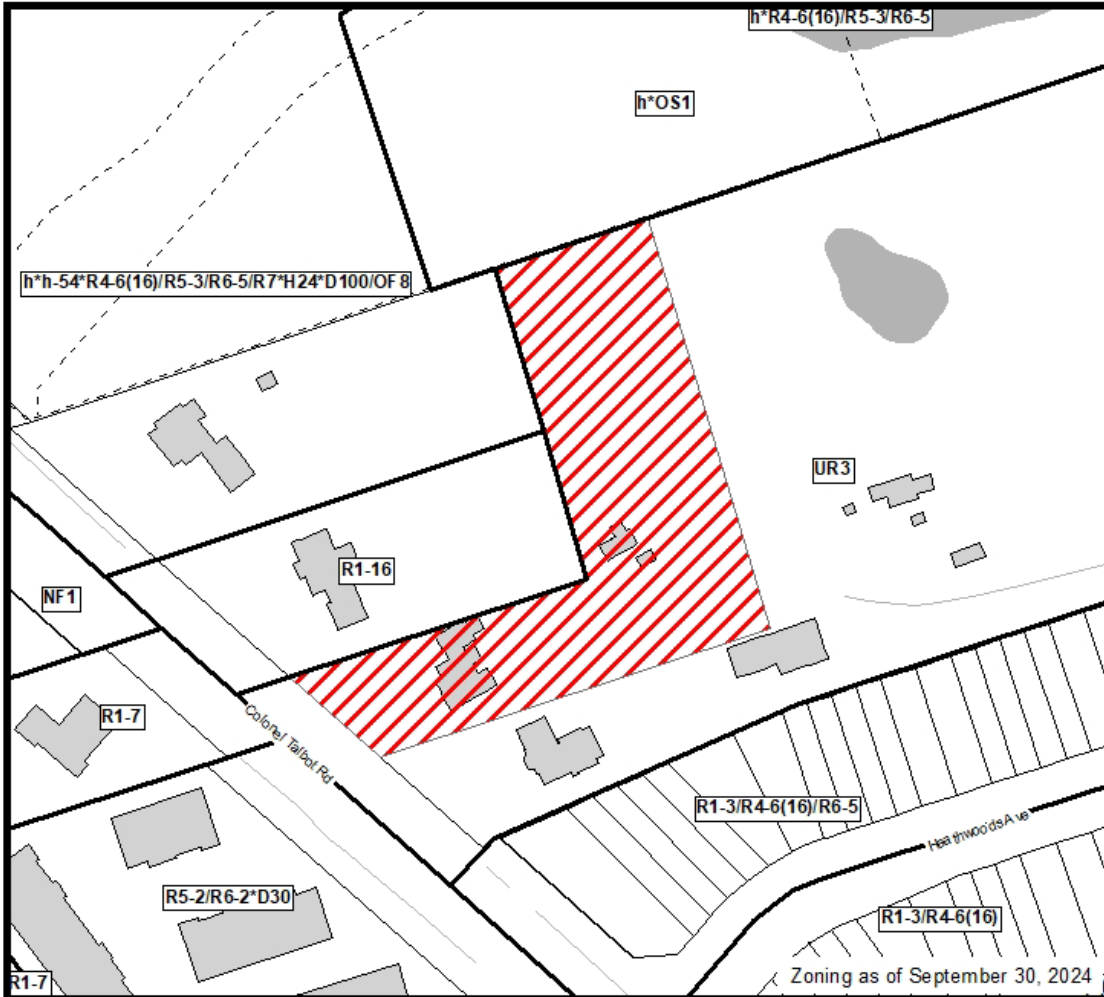 h*R4-6(16)/R5-3/R6-5
h*OS1
h*h-54*R4-6(16)/R5-3/R6-5/R7*H24*D100/OF8
UR3
R1-16
NF1
R1-7
Colonel Talbot Rd
R1-3/R4-6(16)/R6-5
Heathwoods Ave
R5-2/R6-2*D30
R1-3/R4-6(16)
R1-7
Zoning as of September 30, 2024